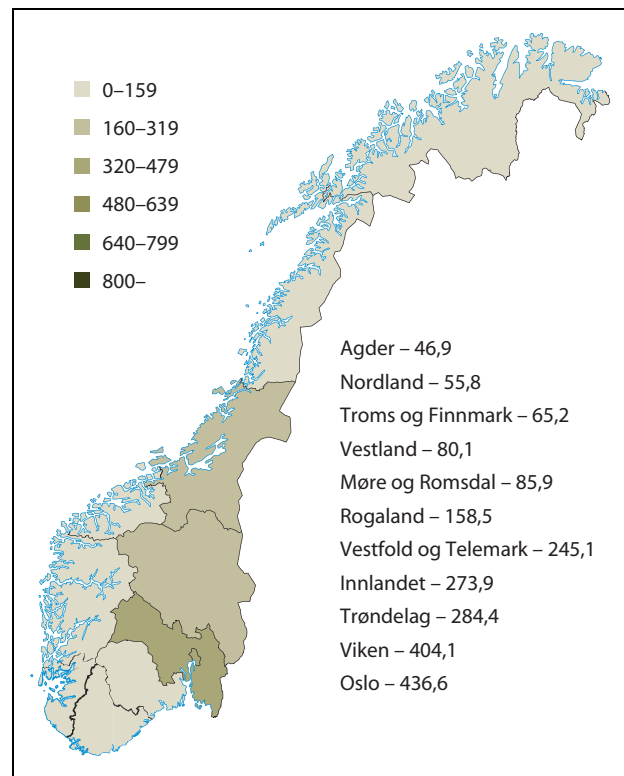 0–159
160–319
320–479
480–639
640–799
800–
Agder – 46,9
Nordland – 55,8
Troms og Finnmark – 65,2
Vestland – 80,1
Møre og Romsdal – 85,9
Rogaland – 158,5
Vestfold og Telemark – 245,1
Innlandet – 273,9
Trøndelag – 284,4
Viken – 404,1
Oslo – 436,6